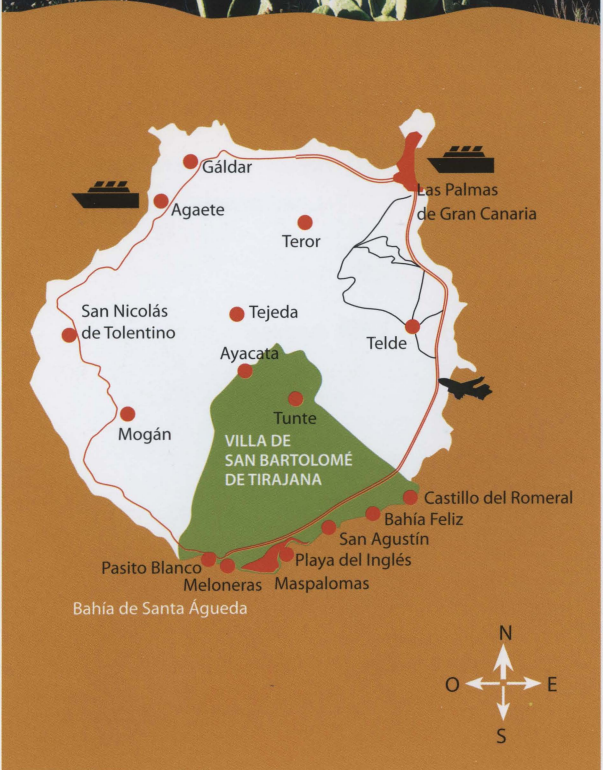 Gáldar
Las Palmas
de Gran Canaria
Agaete
Teror
San Nicolás
de Tolentino
Tejeda
Telde
Ayacata
Tunte
Mogán
VILLA DE
SAN BARTOLOMÉ
DE TIRAJANA
Castillo del Romeral
Bahía Feliz
San Agustín
Playa del Inglés
Pasito Blanco
Meloneras
Maspalomas
Bahía de Santa Águeda
N
O
E
S